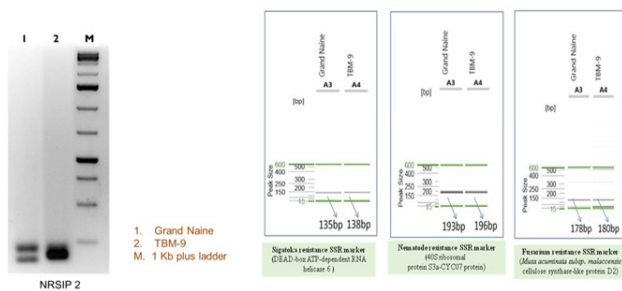 1 2 M
NRSIP 2
1. Grand Naine
2. TBM-9
M. 1 Kb plus ladder
Grand Naine
TBM-9
A3 A4
[bp]
Peak Size
600
500
400
300
200
150
15
135bp 138bp
Sigatoka resistance SSR marker
(DEAD-box ATP-dependent RNA
helicase 6 )
Grand Naine
TBM-9
A3 A4
[bp]
Peak Size
600
500
400
300
250
150
15
193bp 196bp
Nematode resistance SSR marker
(40S ribosomal
protein S3a-CYC07 protein)
Grand Naine
TBM-9
A3 A4
[bp]
Peak Size
600
500
400
300
200
150
15
178bp 180bp
Fusarium resistance SSR marker
(Musa acuminata subsp. malaccensis
cellulose synthase-like protein D2)